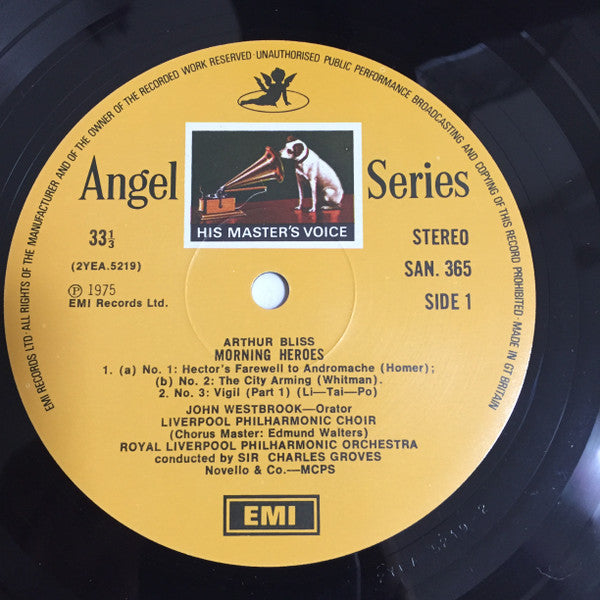 EMI RECORDS LTD · ALL RIGHTS OF THE MANUFACTURER AND OF THE OWNER OF THE RECORDED WORK RESERVED · UNAUTHORISED PUBLIC PERFORMANCE BROADCASTING AND COPYING OF THIS RECORD PROHIBITED · MADE IN GT BRITAIN
Angel Series
HIS MASTER'S VOICE
33⅓ STEREO
(2YEA.5219) SAN. 365
Ⓟ 1975
EMI Records Ltd. SIDE 1
ARTHUR BLISS
MORNING HEROES
1. (a) No. 1: Hector's Farewell to Andromache (Homer);
(b) No. 2: The City Arming (Whitman).
2. No. 3: Vigil (Part 1) (Li—Tai—Po)
JOHN WESTBROOK—Orator
LIVERPOOL PHILHARMONIC CHOIR
(Chorus Master: Edmund Walters)
ROYAL LIVERPOOL PHILHARMONIC ORCHESTRA
conducted by SIR CHARLES GROVES
Novello & Co.—MCPS
EMI